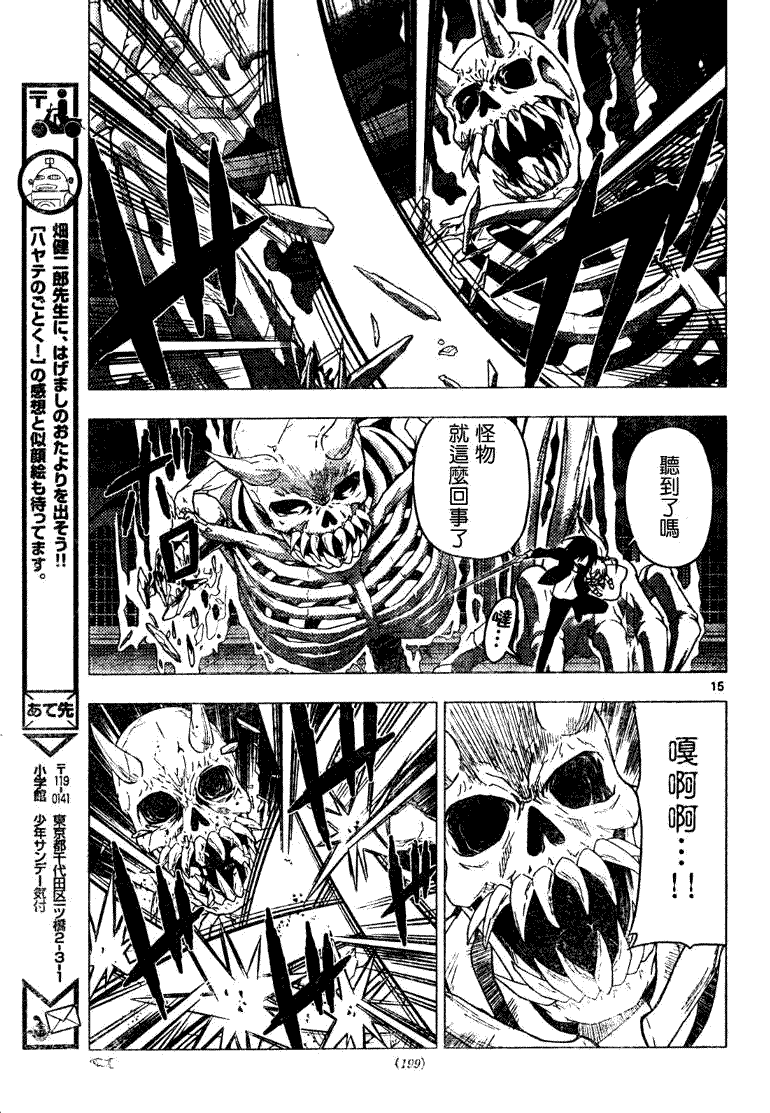 聽到了嗎
怪物
就這麼回事了
噠…
15
嘎啊啊…!!
(199)
〒
畑健二郎先生に、はげましのおたよりを出そう!!
[ハヤテのごとく!]の感想と似顔絵も待ってます。
あて先
〒119-0141 東京都千代田区一ツ橋2-3-1
小学館 少年サンデー気付